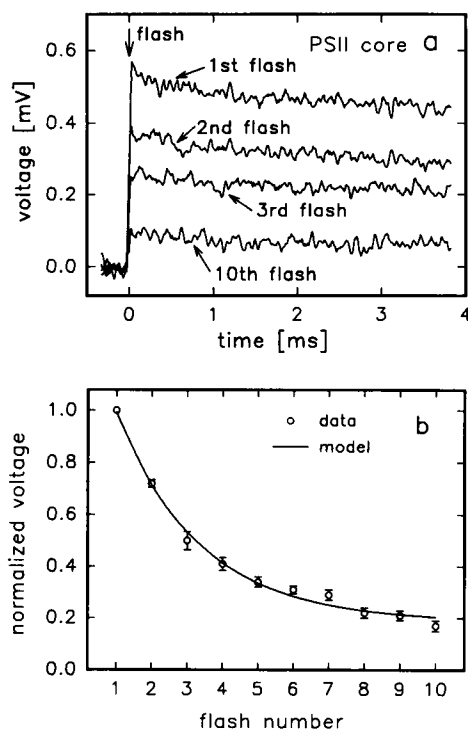 flash
PSII core a
1st flash
2nd flash
3rd flash
10th flash
0.6
0.4
0.2
0.0
voltage [mV]
0 1 2 3 4
time [ms]
b
data
model
1.0
0.8
0.6
0.4
0.2
0.0
normalized voltage
1 2 3 4 5 6 7 8 9 10
flash number